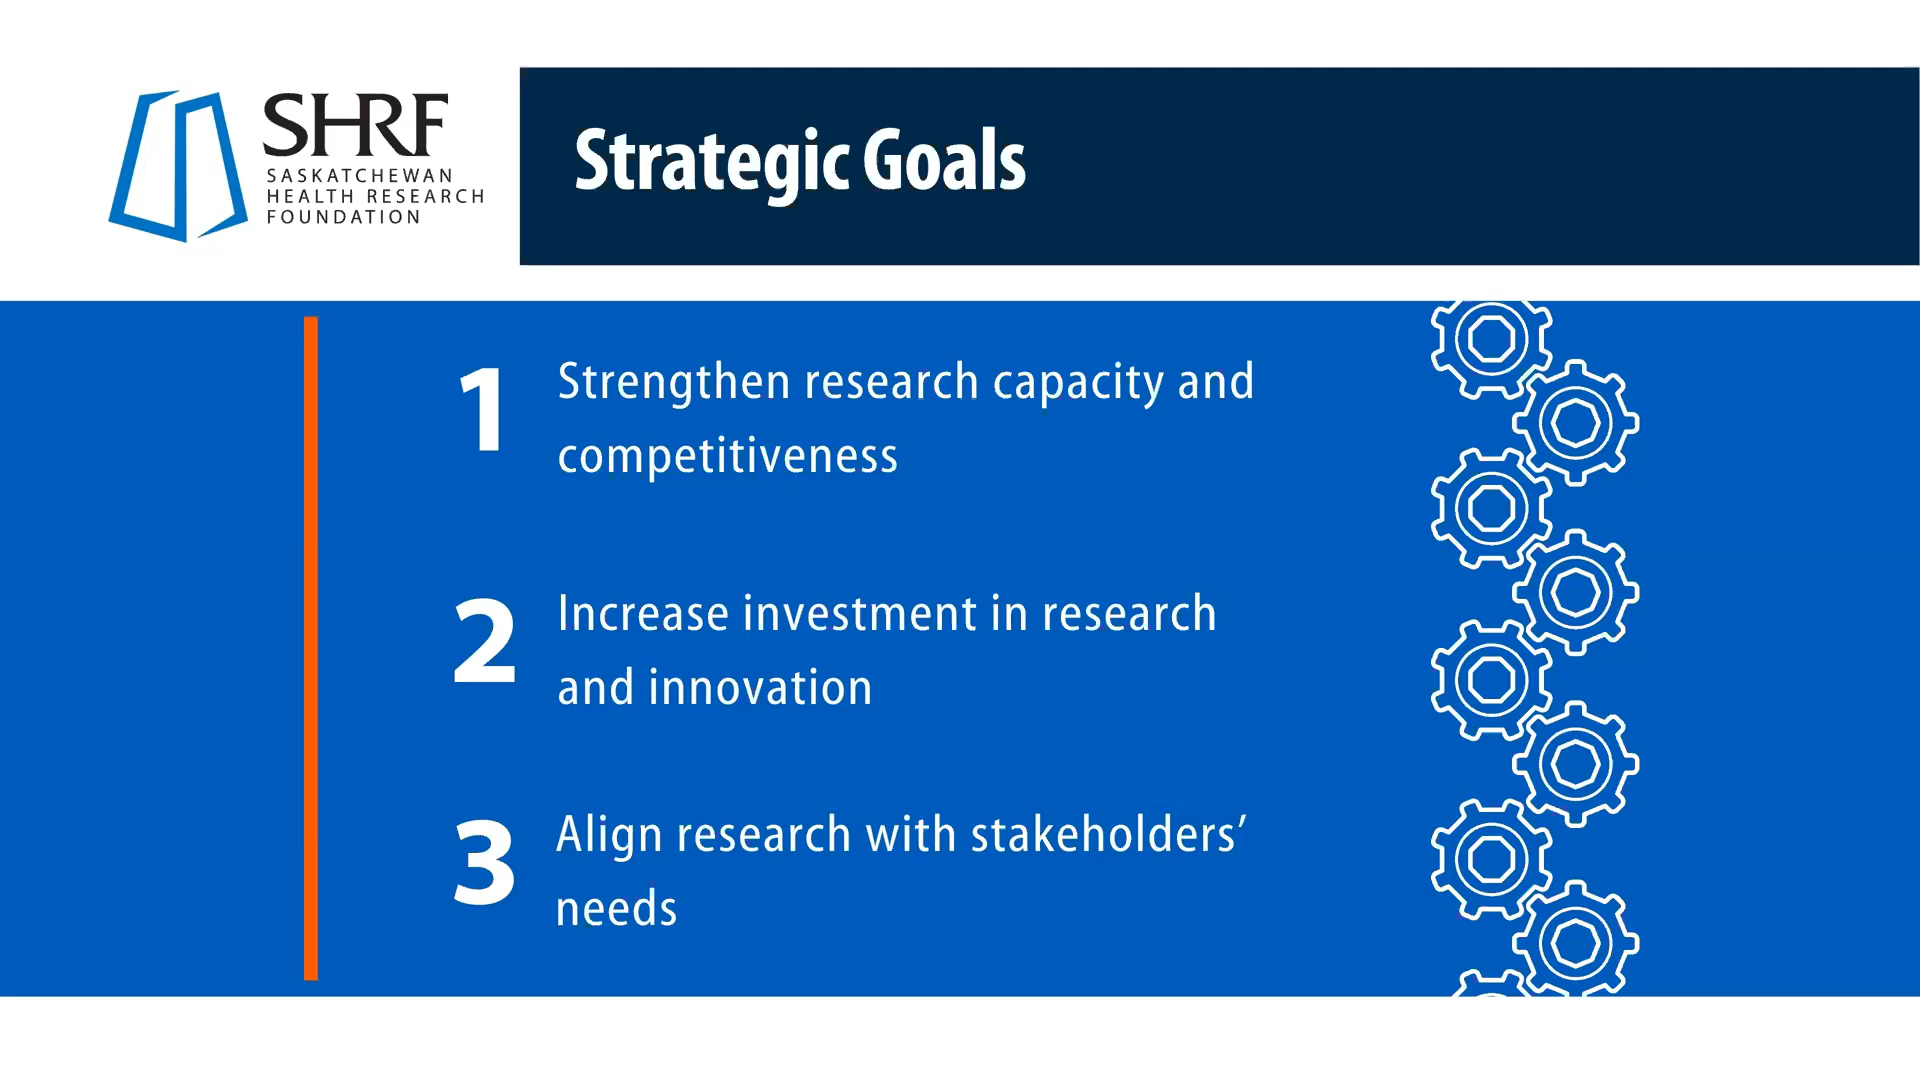 SHRF
SASKATCHEWAN
HEALTH RESEARCH
FOUNDATION
Strategic Goals
1 Strengthen research capacity and
competitiveness
2 Increase investment in research
and innovation
3 Align research with stakeholders’
needs